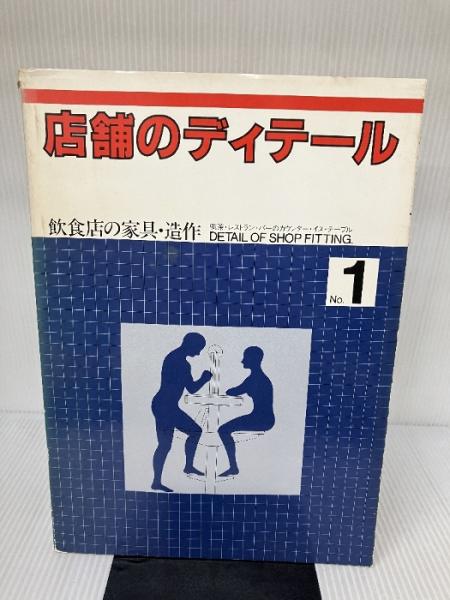 店舗のディテール
飲食店の家具・造作
喫茶・レストラン・バーのカウンター・イス・テーブル
DETAIL OF SHOP FITTING.
No. 1